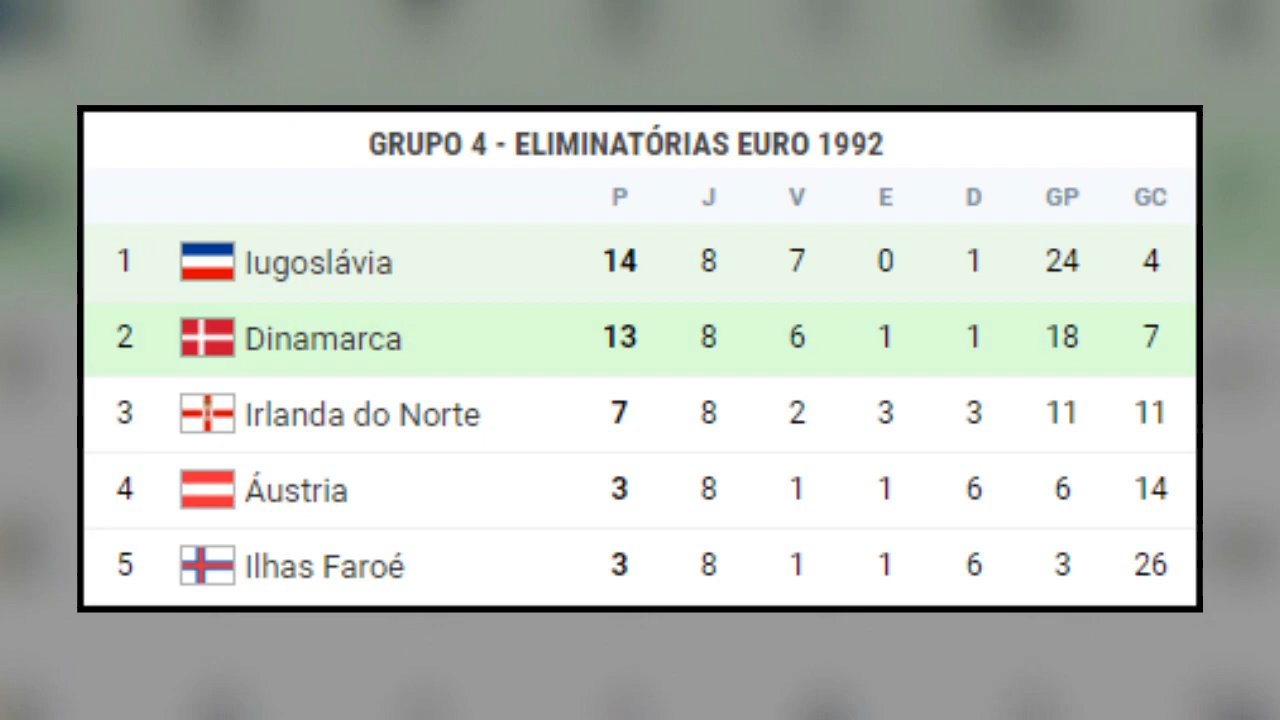 GRUPO 4 - ELIMINATÓRIAS EURO 1992
P J V E D GP GC
1 Iugoslávia 14 8 7 0 1 24 4
2 Dinamarca 13 8 6 1 1 18 7
3 Irlanda do Norte 7 8 2 3 3 11 11
4 Áustria 3 8 1 1 6 6 14
5 Ilhas Faroé 3 8 1 1 6 3 26